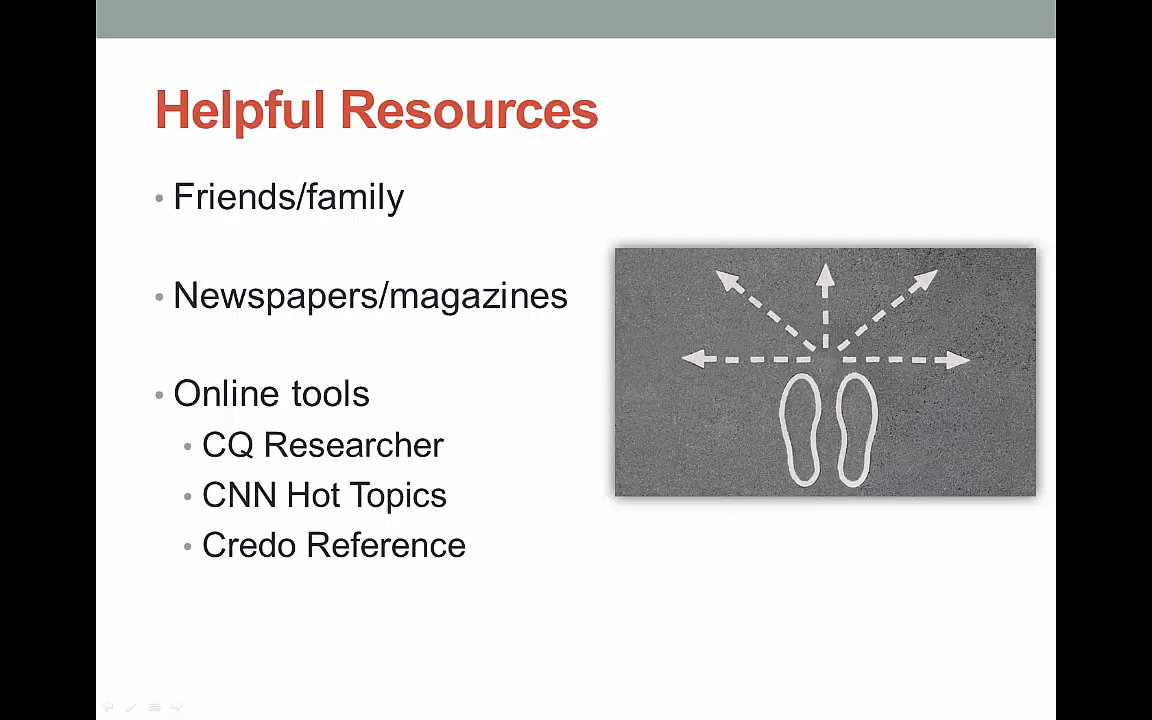 Helpful Resources
• Friends/family
• Newspapers/magazines
• Online tools
• CQ Researcher
• CNN Hot Topics
• Credo Reference